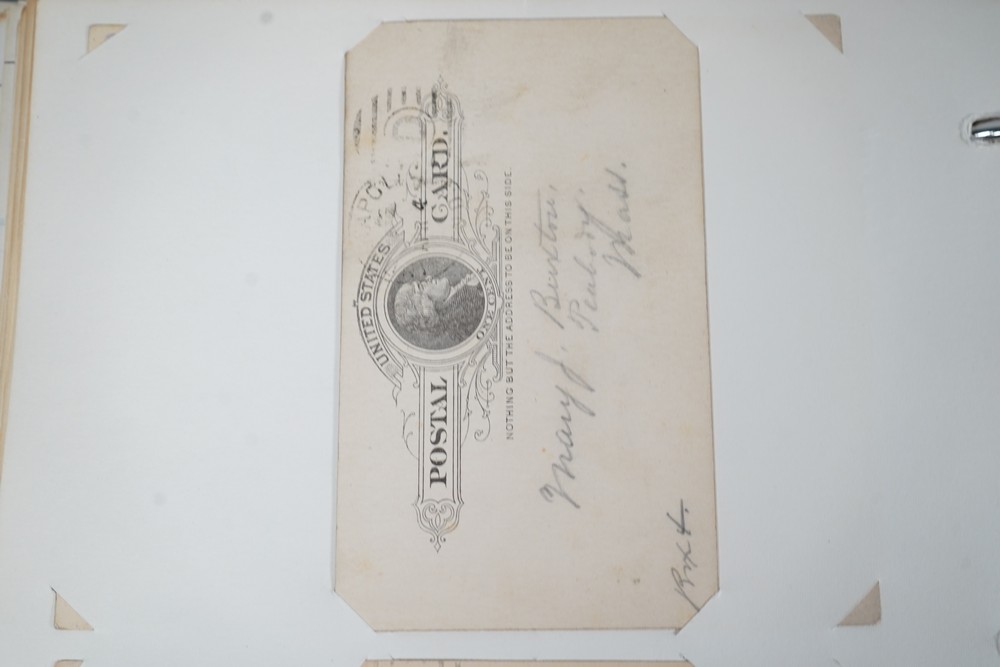 UNITED STATES
POSTAL CARD.
ONE CENT
NOTHING BUT THE ADDRESS TO BE ON THIS SIDE.
Mary J. Buxton,
Peabody.
Mass.
Box 4.